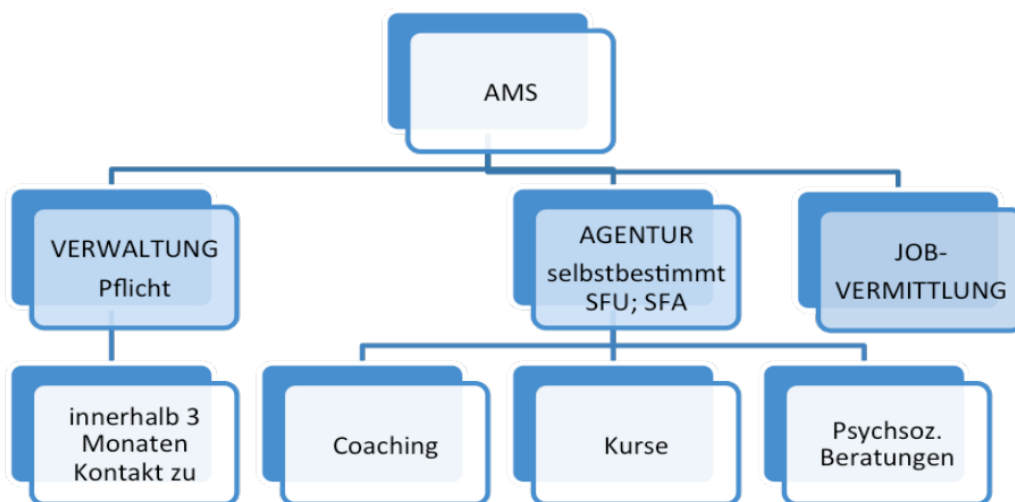 AMS
VERWALTUNG
Pflicht
AGENTUR
selbstbestimmt
SFU; SFA
JOB-
VERMITTLUNG
innerhalb 3
Monaten
Kontakt zu
Coaching
Kurse
Psychsoz.
Beratungen